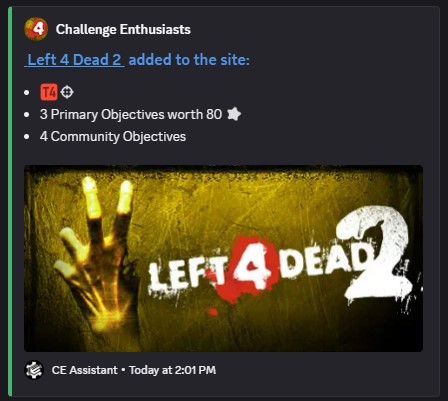 Challenge Enthusiasts
Left 4 Dead 2 added to the site:
T4
3 Primary Objectives worth 80
4 Community Objectives
LEFT 4 DEAD 2
CE Assistant • Today at 2:01 PM